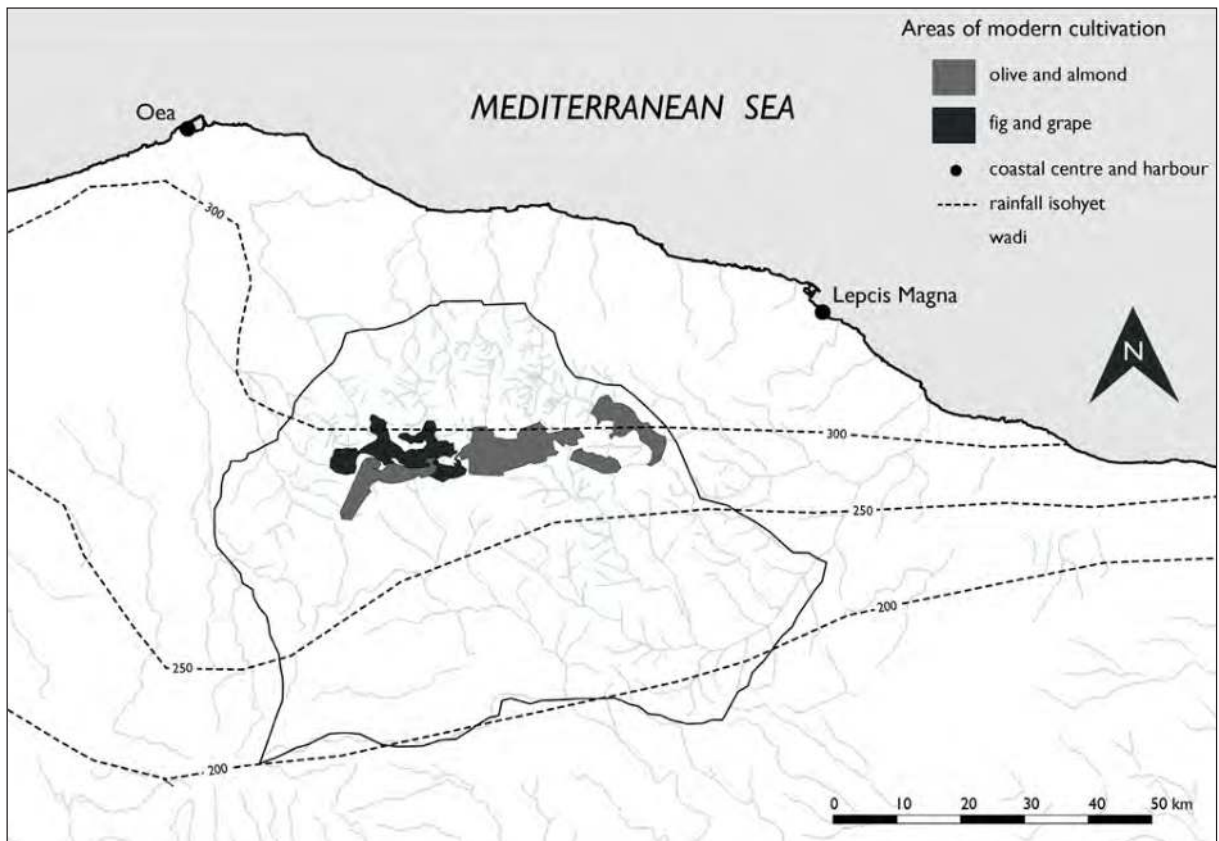 Areas of modern cultivation
olive and almond
fig and grape
coastal centre and harbour
rainfall isohyet
wadi
Oea
MEDITERRANEAN SEA
300
Lepcis Magna
N
300
250
200
250
200
0 10 20 30 40 50 km